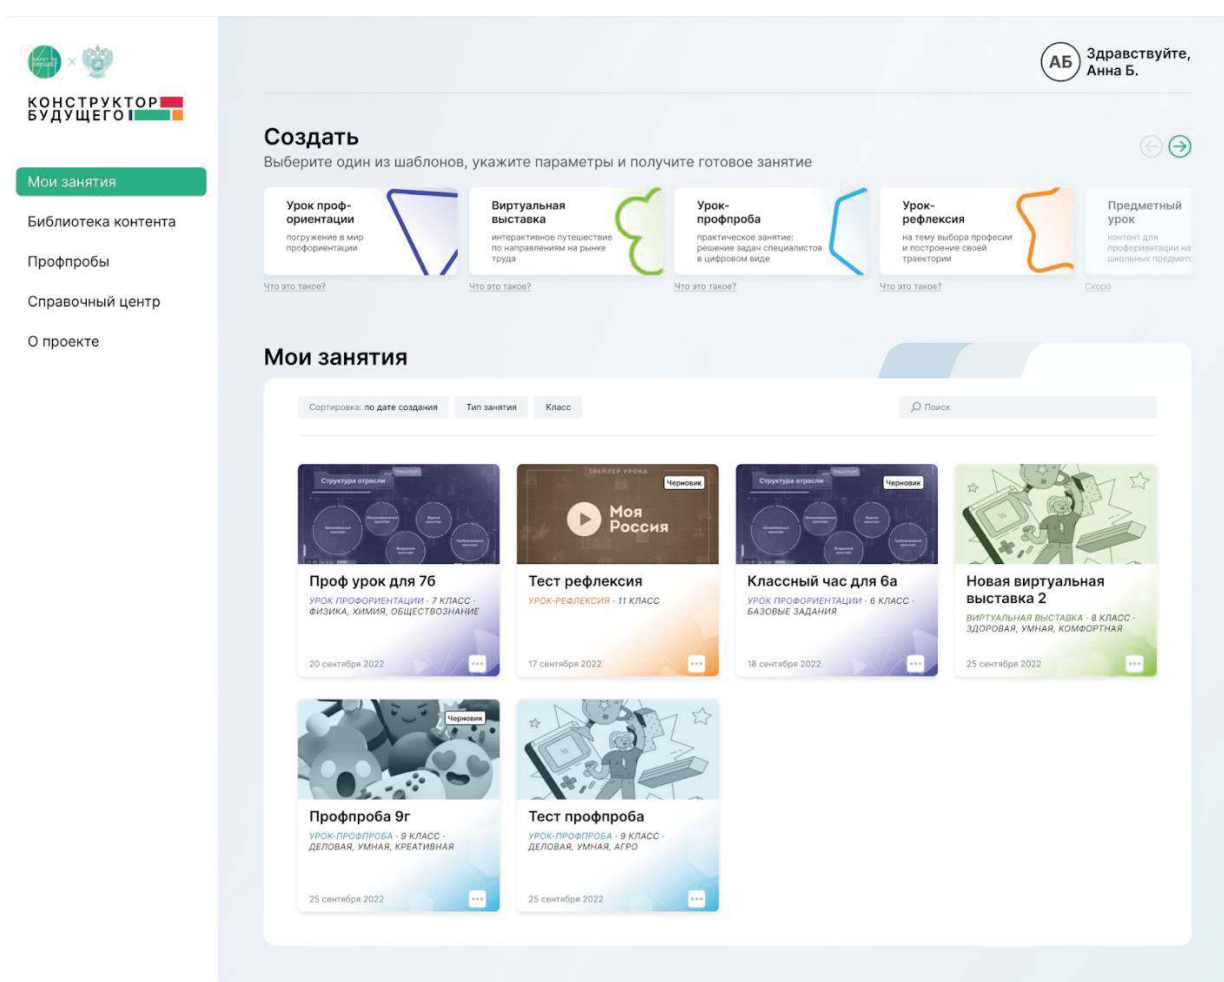 КОНСТРУКТОР
БУДУЩЕГО
АБ
Здравствуйте,
Анна Б.
Мои занятия
Библиотека контента
Профпробы
Справочный центр
О проекте
Создать
Выберите один из шаблонов, укажите параметры и получите готовое занятие
Урок проф-
ориентации
погружение в мир
профориентации
Что это такое?
Виртуальная
выставка
интерактивное путешествие
по направлениям на рынке
труда
Что это такое?
Урок-
профпроба
практическое занятие:
решение задач специалистов
в цифровом виде
Что это такое?
Урок-
рефлексия
на тему выбора професии
и построение своей
траектории
Что это такое?
Предметный
урок
контент для
профориентации на
школьных предмето
Скоро
Мои занятия
Сортировка: по дате создания
Тип занятия
Класс
Поиск
Структура отрасли
Проф урок для 7б
УРОК ПРОФОРИЕНТАЦИИ · 7 КЛАСС ·
ФИЗИКА, ХИМИЯ, ОБЩЕСТВОЗНАНИЕ
20 сентября 2022
ТРЕЙЛЕР УРОКА
Черновик
Моя
Россия
Тест рефлексия
УРОК-РЕФЛЕКСИЯ · 11 КЛАСС
17 сентября 2022
Структура отрасли
Черновик
Классный час для 6а
УРОК ПРОФОРИЕНТАЦИИ · 6 КЛАСС ·
БАЗОВЫЕ ЗАДАНИЯ
18 сентября 2022
Новая виртуальная
выставка 2
ВИРТУАЛЬНАЯ ВЫСТАВКА · 8 КЛАСС ·
ЗДОРОВАЯ, УМНАЯ, КОМФОРТНАЯ
25 сентября 2022
Черновик
Профпроба 9г
УРОК-ПРОФПРОБА · 9 КЛАСС ·
ДЕЛОВАЯ, УМНАЯ, КРЕАТИВНАЯ
25 сентября 2022
Тест профпроба
УРОК-ПРОФПРОБА · 9 КЛАСС ·
ДЕЛОВАЯ, УМНАЯ, АГРО
25 сентября 2022